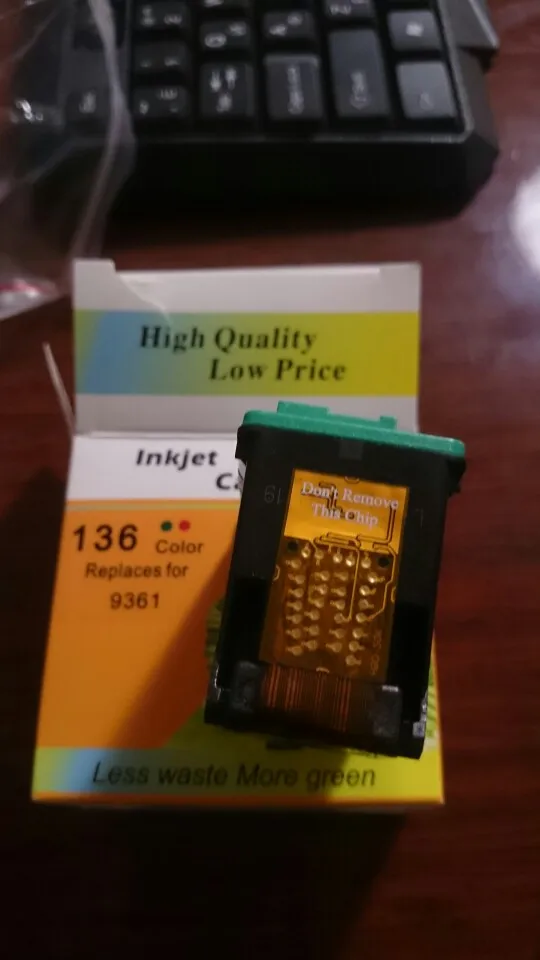 High Quality
Low Price
Inkjet
136
Color
Replaces for
9361
Don't Remove
This Chip
Less waste More green